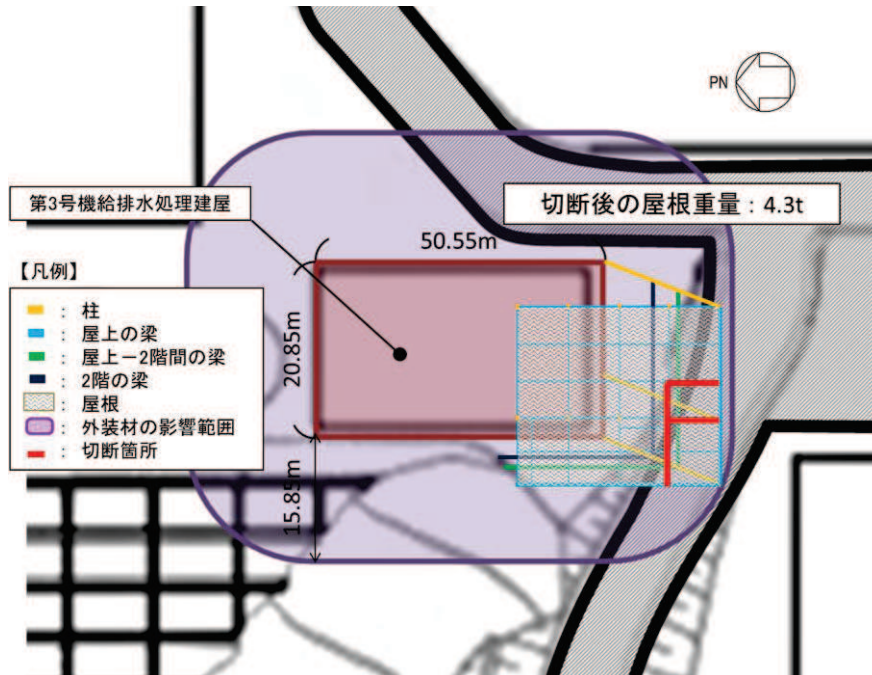 PN
第3号機給排水処理建屋
切断後の屋根重量：4.3t
50.55m
【凡例】
： 柱
： 屋上の梁
： 屋上－2階間の梁
： 2階の梁
： 屋根
： 外装材の影響範囲
： 切断箇所
20.85m
15.85m